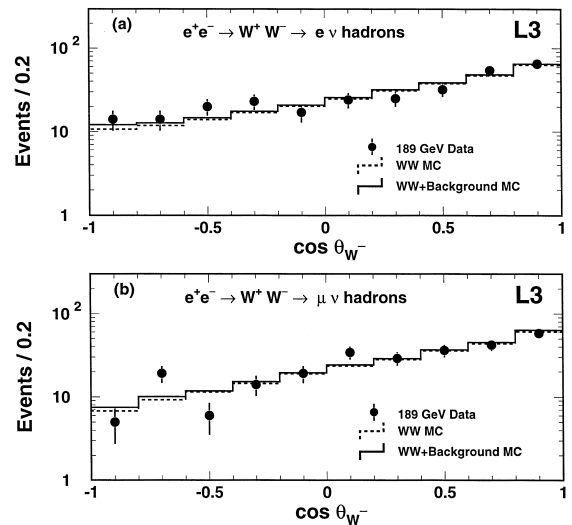 (a) e⁺e⁻ → W⁺ W⁻ → e ν hadrons L3
10²
10
1
Events / 0.2
189 GeV Data
WW MC
WW+Background MC
-1 -0.5 0 0.5 1
cos θ_W⁻
(b) e⁺e⁻ → W⁺ W⁻ → μ ν hadrons L3
10²
10
1
Events / 0.2
189 GeV Data
WW MC
WW+Background MC
-1 -0.5 0 0.5 1
cos θ_W⁻